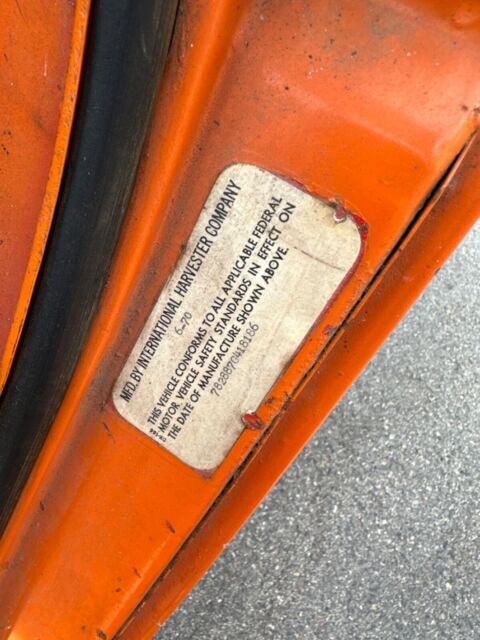 MFD. BY INTERNATIONAL HARVESTER COMPANY
6-70
THIS VEHICLE CONFORMS TO ALL APPLICABLE FEDERAL
MOTOR VEHICLE SAFETY STANDARDS IN EFFECT ON
THE DATE OF MANUFACTURE SHOWN ABOVE.
782887G418186